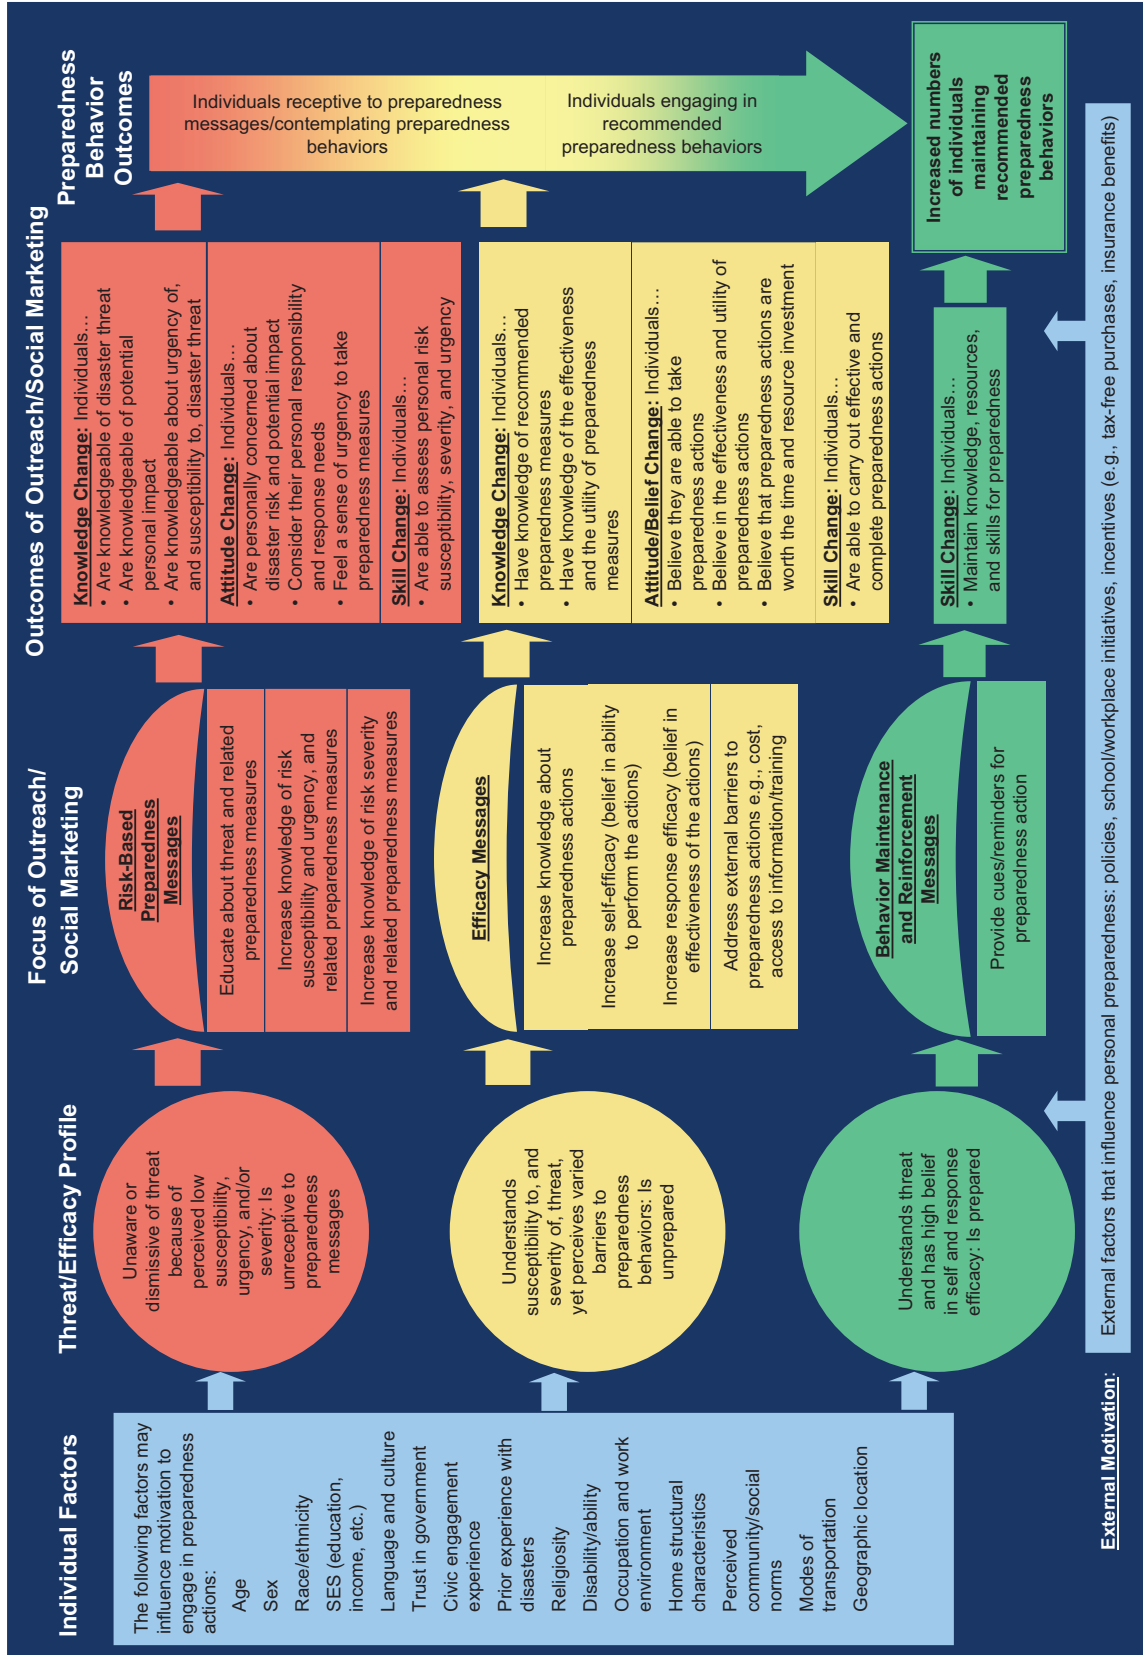 Individual Factors
The following factors may
influence motivation to
engage in preparedness
actions:
Age
Sex
Race/ethnicity
SES (education,
income, etc.)
Language and culture
Trust in government
Civic engagement
experience
Prior experience with
disasters
Religiosity
Disability/ability
Occupation and work
environment
Home structural
characteristics
Perceived
community/social
norms
Modes of
transportation
Geographic location
Threat/Efficacy Profile
Unaware or
dismissive of threat
because of
perceived low
susceptibility,
urgency, and/or
severity: Is
unreceptive to
preparedness
messages
Understands
susceptibility to, and
severity of, threat,
yet perceives varied
barriers to
preparedness
behaviors: Is
unprepared
Understands threat
and has high belief
in self and response
efficacy: Is prepared
Focus of Outreach/
Social Marketing
Risk-Based
Preparedness
Messages
Educate about threat and related
preparedness measures
Increase knowledge of risk
susceptibility and urgency, and
related preparedness measures
Increase knowledge of risk severity
and related preparedness measures
Efficacy Messages
Increase knowledge about
preparedness actions
Increase self-efficacy (belief in ability
to perform the actions)
Increase response efficacy (belief in
effectiveness of the actions)
Address external barriers to
preparedness actions e.g., cost,
access to information/training
Behavior Maintenance
and Reinforcement
Messages
Provide cues/reminders for
preparedness action
Outcomes of Outreach/Social Marketing
Knowledge Change: Individuals…
• Are knowledgeable of disaster threat
• Are knowledgeable of potential
personal impact
• Are knowledgeable about urgency of,
and susceptibility to, disaster threat
Attitude Change: Individuals….
• Are personally concerned about
disaster risk and potential impact
• Consider their personal responsibility
and response needs
• Feel a sense of urgency to take
preparedness measures
Skill Change: Individuals….
• Are able to assess personal risk
susceptibility, severity, and urgency
Knowledge Change: Individuals…
• Have knowledge of recommended
preparedness measures
• Have knowledge of the effectiveness
and the utility of preparedness
measures
Attitude/Belief Change: Individuals…
• Believe they are able to take
preparedness actions
• Believe in the effectiveness and utility of
preparedness actions
• Believe that preparedness actions are
worth the time and resource investment
Skill Change: Individuals…
• Are able to carry out effective and
complete preparedness actions
Skill Change: Individuals…
• Maintain knowledge, resources,
and skills for preparedness
Preparedness
Behavior
Outcomes
Individuals receptive to preparedness
messages/contemplating preparedness
behaviors
Individuals engaging in
recommended
preparedness behaviors
Increased numbers
of individuals
maintaining
recommended
preparedness
behaviors
External Motivation:
External factors that influence personal preparedness: policies, school/workplace initiatives, incentives (e.g., tax-free purchases, insurance benefits)